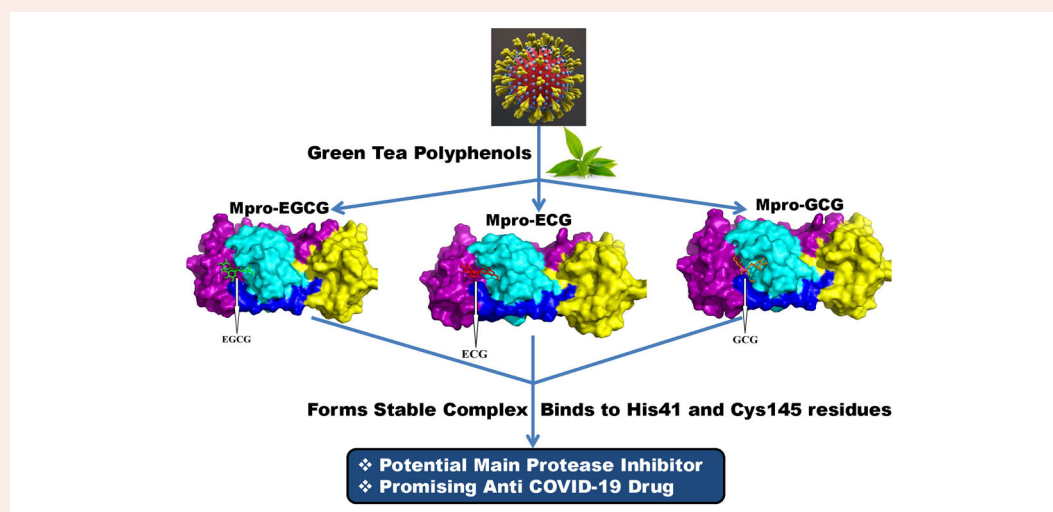 Green Tea Polyphenols
Mpro-EGCG
Mpro-ECG
Mpro-GCG
EGCG
ECG
GCG
Forms Stable Complex
Binds to His41 and Cys145 residues
❖ Potential Main Protease Inhibitor
❖ Promising Anti COVID-19 Drug